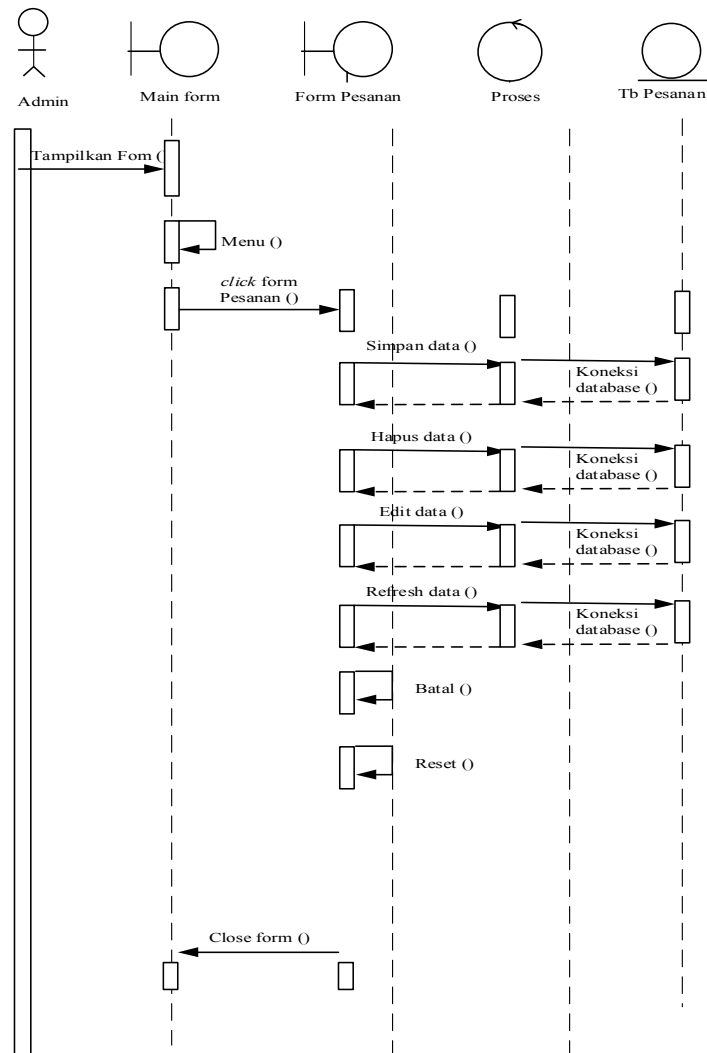 Admin
Main form
Form Pesanan
Proses
Tb Pesanan
Tampilkan Fom ()
Menu ()
click form
Pesanan ()
Simpan data ()
Koneksi
database ()
Hapus data ()
Koneksi
database ()
Edit data ()
Koneksi
database ()
Refresh data ()
Koneksi
database ()
Batal ()
Reset ()
Close form ()